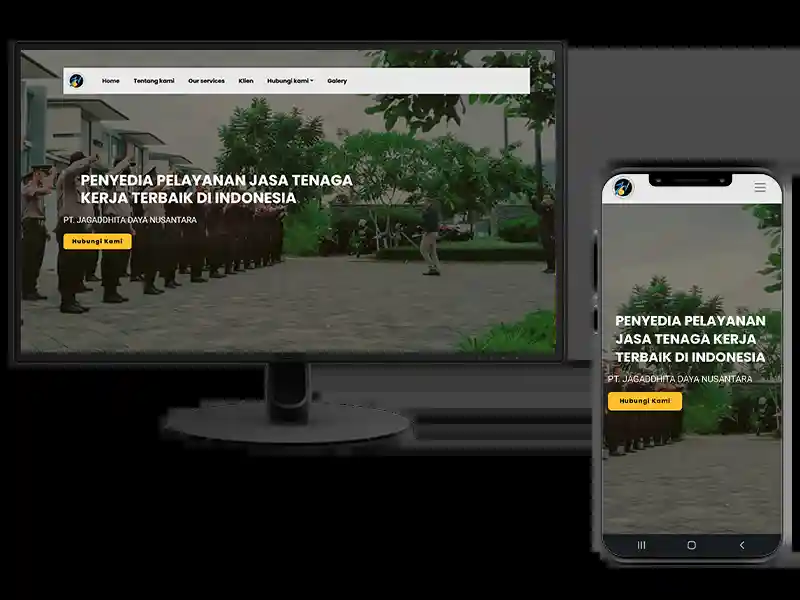 Home Tentang kami Our services Klien Hubungi kami Galery
PENYEDIA PELAYANAN JASA TENAGA
KERJA TERBAIK DI INDONESIA
PT. JAGADDHITA DAYA NUSANTARA
Hubungi Kami
PENYEDIA PELAYANAN
JASA TENAGA KERJA
TERBAIK DI INDONESIA
PT. JAGADDHITA DAYA NUSANTARA
Hubungi Kami